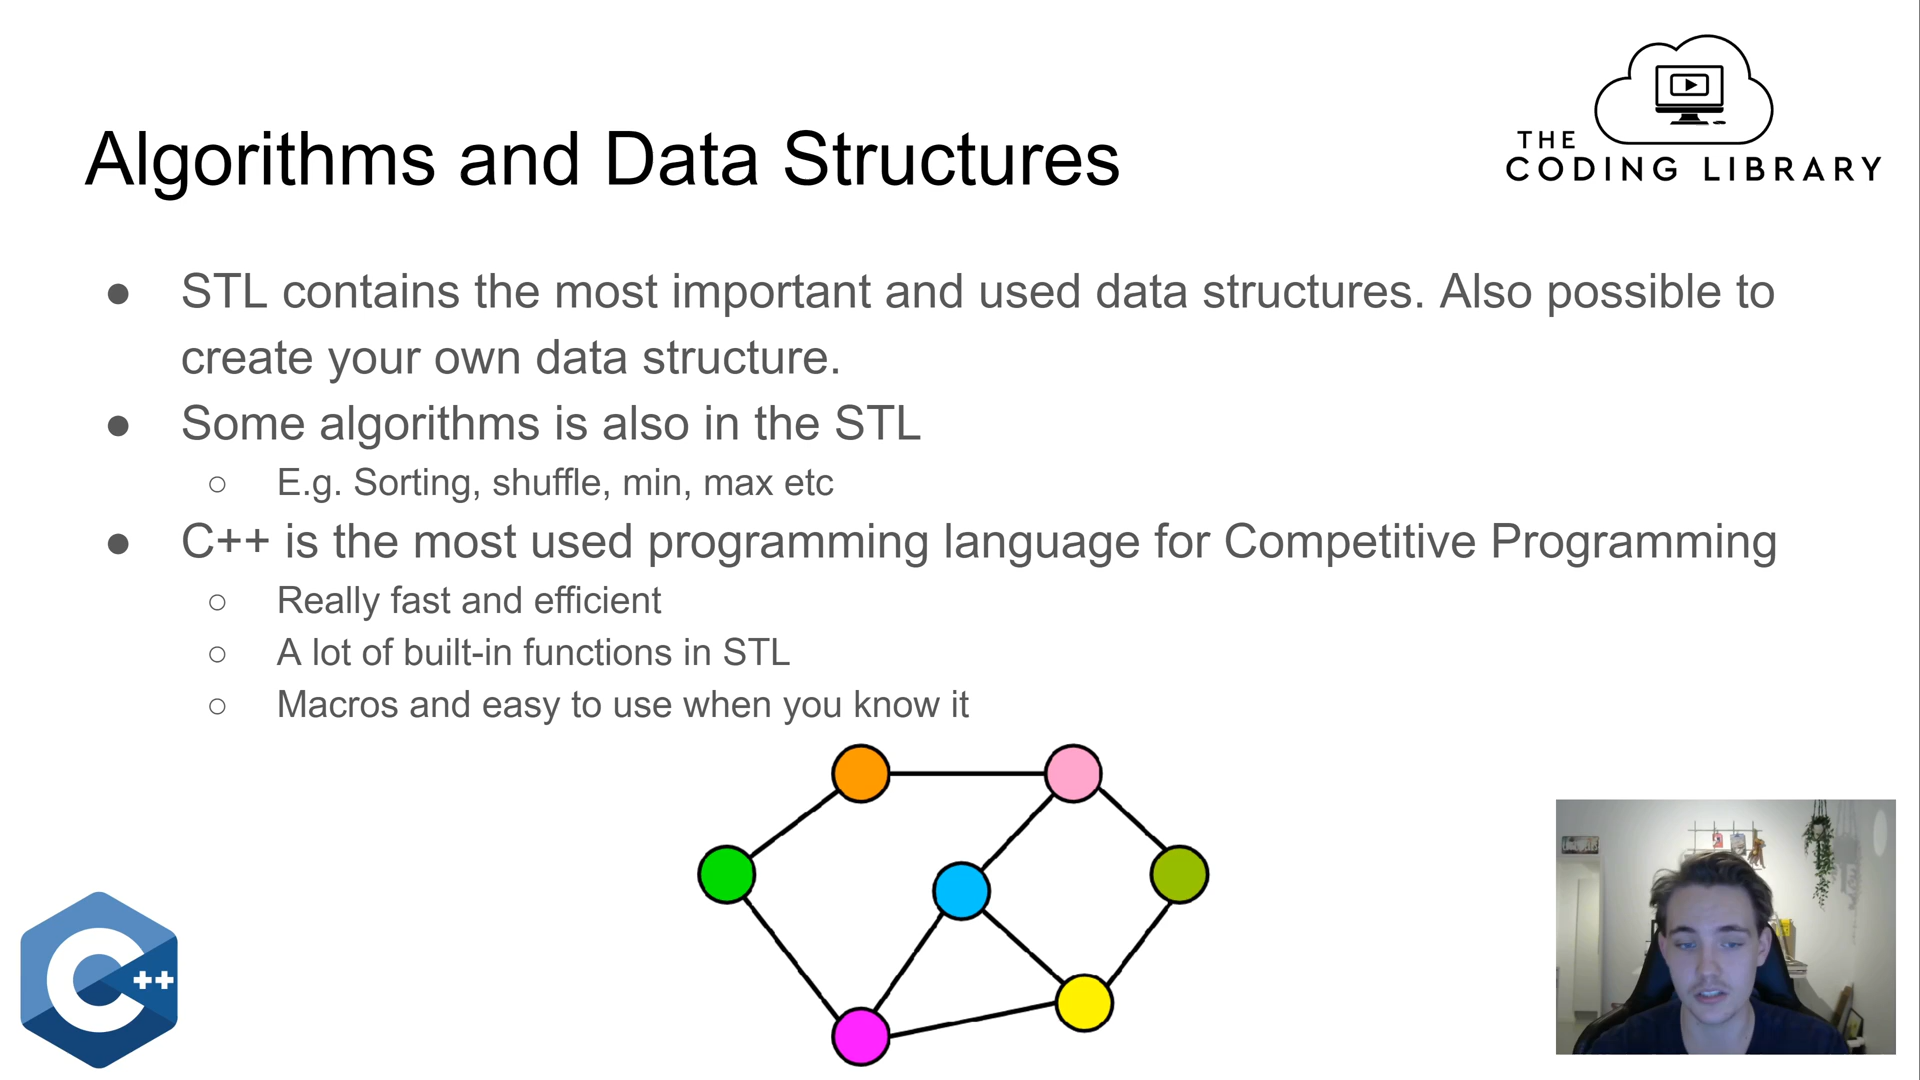 THE
CODING LIBRARY
Algorithms and Data Structures
● STL contains the most important and used data structures. Also possible to
create your own data structure.
● Some algorithms is also in the STL
○ E.g. Sorting, shuffle, min, max etc
● C++ is the most used programming language for Competitive Programming
○ Really fast and efficient
○ A lot of built-in functions in STL
○ Macros and easy to use when you know it
C++